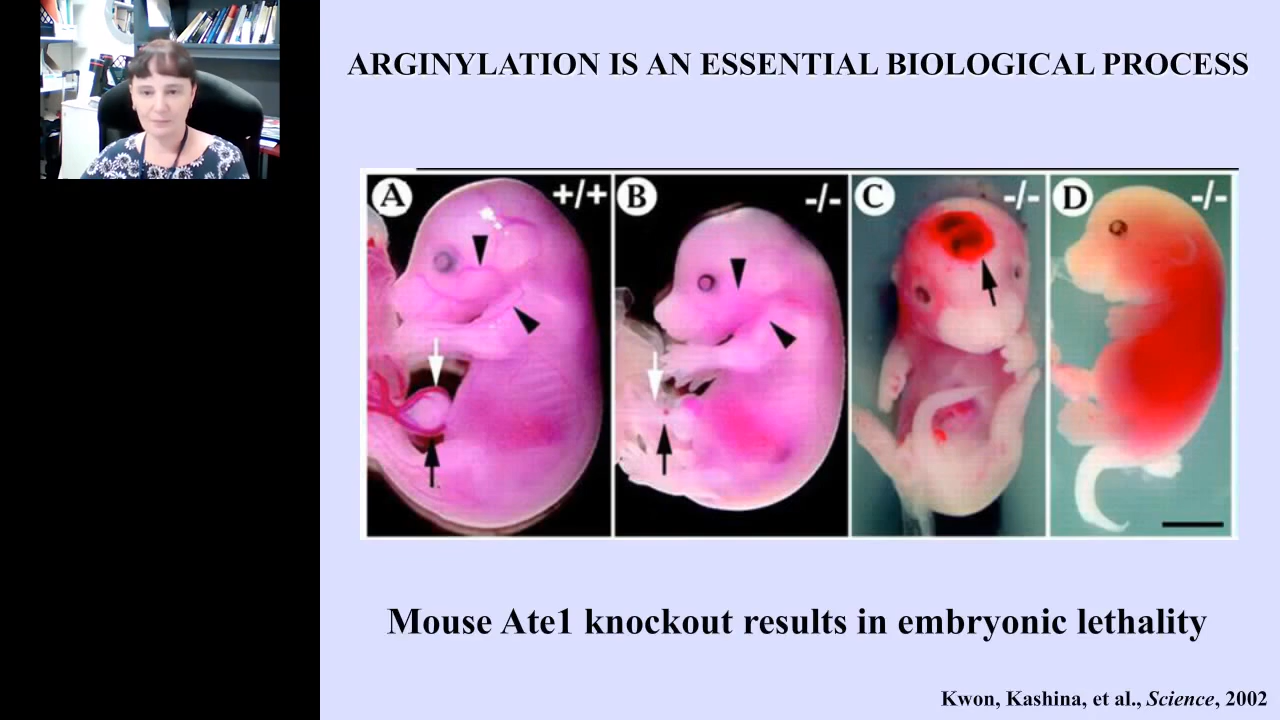 ARGINYLATION IS AN ESSENTIAL BIOLOGICAL PROCESS
A +/+ B -/- C -/- D -/-
Mouse Ate1 knockout results in embryonic lethality
Kwon, Kashina, et al., Science, 2002